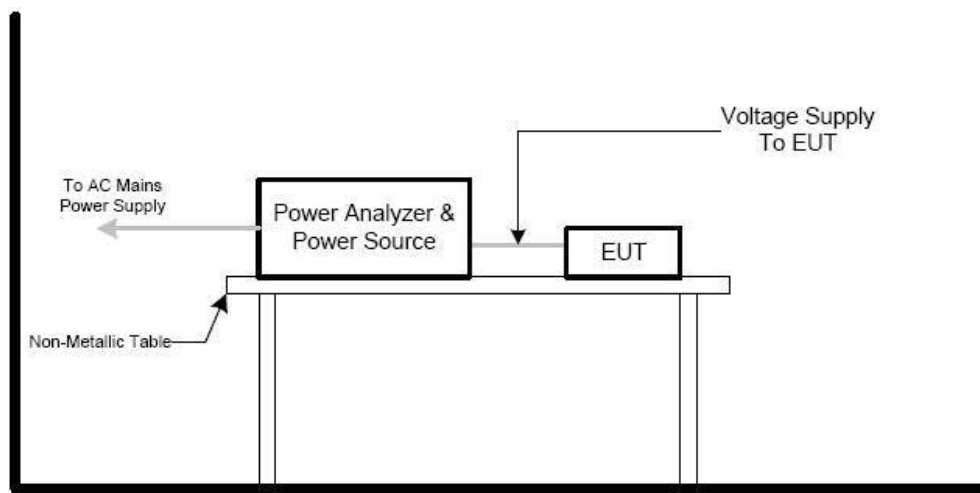 Voltage Supply
To EUT
To AC Mains
Power Supply
Power Analyzer &
Power Source
EUT
Non-Metallic Table